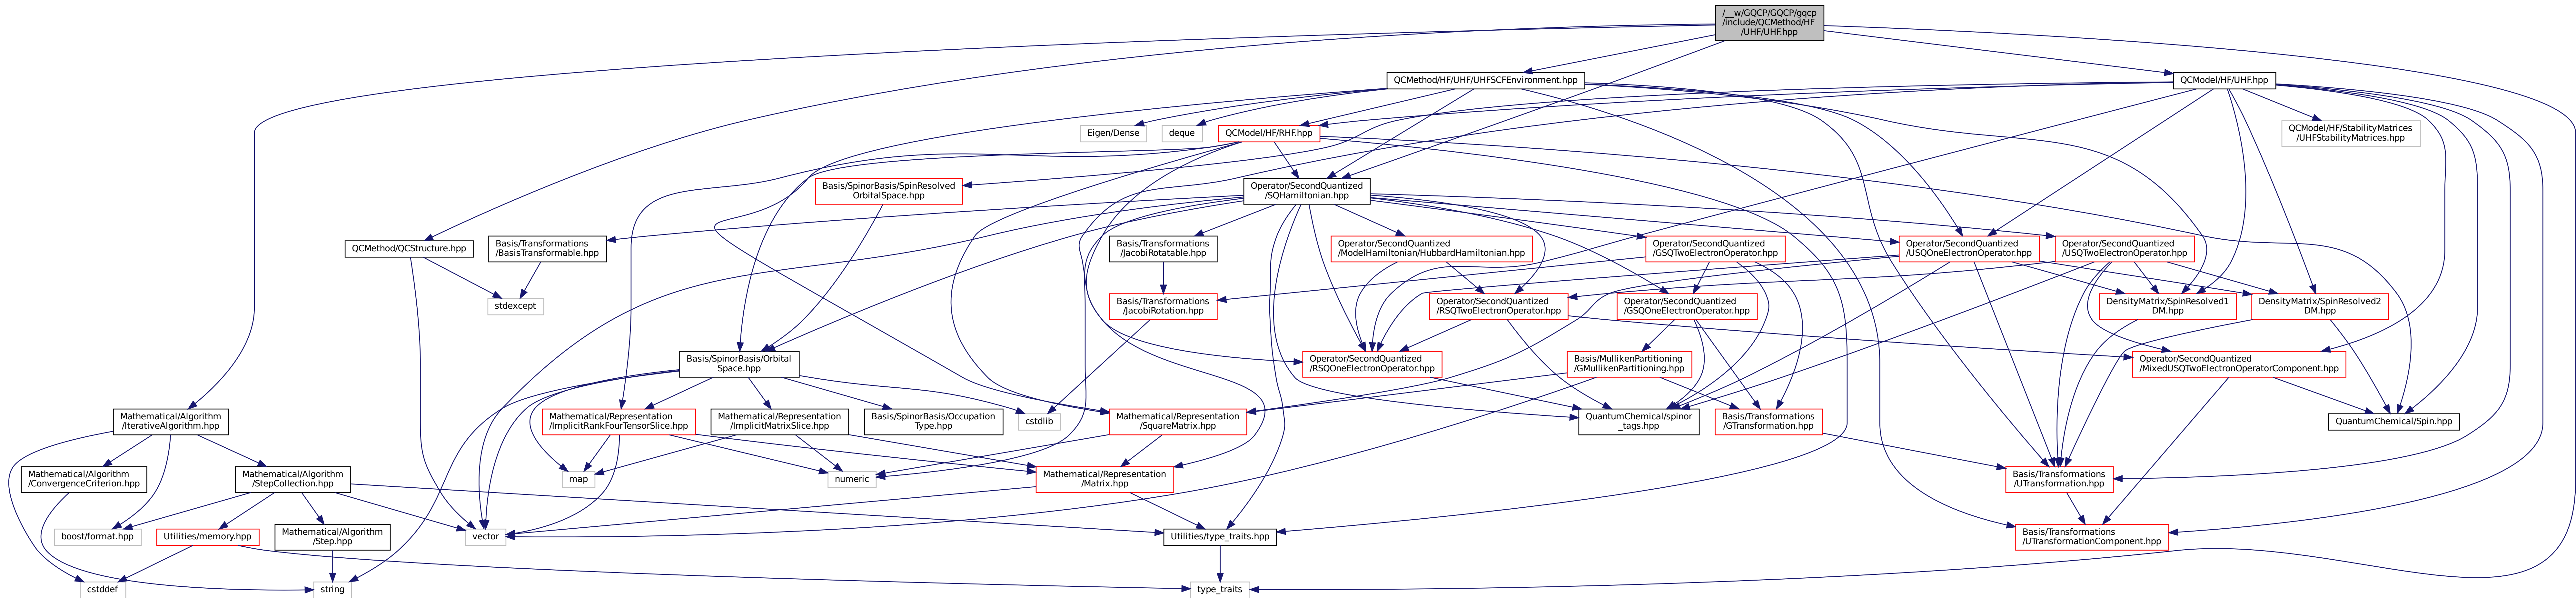 /__w/GQCP/GQCP/gqcp
/include/QCMethod/HF
/UHF/UHF.hpp
QCMethod/HF/UHF/UHFSCFEnvironment.hpp
QCModel/HF/UHF.hpp
Eigen/Dense
deque
QCModel/HF/RHF.hpp
QCModel/HF/StabilityMatrices
/UHFStabilityMatrices.hpp
Basis/SpinorBasis/SpinResolved
OrbitalSpace.hpp
Operator/SecondQuantized
/SQHamiltonian.hpp
QCMethod/QCStructure.hpp
Basis/Transformations
/BasisTransformable.hpp
Basis/Transformations
/JacobiRotatable.hpp
Operator/SecondQuantized
/ModelHamiltonian/HubbardHamiltonian.hpp
Operator/SecondQuantized
/GSQTwoElectronOperator.hpp
Operator/SecondQuantized
/USQOneElectronOperator.hpp
Operator/SecondQuantized
/USQTwoElectronOperator.hpp
stdexcept
Basis/Transformations
/JacobiRotation.hpp
Operator/SecondQuantized
/RSQTwoElectronOperator.hpp
Operator/SecondQuantized
/GSQOneElectronOperator.hpp
DensityMatrix/SpinResolved1
DM.hpp
DensityMatrix/SpinResolved2
DM.hpp
Basis/SpinorBasis/Orbital
Space.hpp
Operator/SecondQuantized
/RSQOneElectronOperator.hpp
Basis/MullikenPartitioning
/GMullikenPartitioning.hpp
Operator/SecondQuantized
/MixedUSQTwoElectronOperatorComponent.hpp
Mathematical/Algorithm
/IterativeAlgorithm.hpp
Mathematical/Representation
/ImplicitRankFourTensorSlice.hpp
Mathematical/Representation
/ImplicitMatrixSlice.hpp
Basis/SpinorBasis/Occupation
Type.hpp
cstdlib
Mathematical/Representation
/SquareMatrix.hpp
QuantumChemical/spinor
_tags.hpp
Basis/Transformations
/GTransformation.hpp
QuantumChemical/Spin.hpp
Mathematical/Algorithm
/ConvergenceCriterion.hpp
Mathematical/Algorithm
/StepCollection.hpp
map
numeric
Mathematical/Representation
/Matrix.hpp
Basis/Transformations
/UTransformation.hpp
boost/format.hpp
Utilities/memory.hpp
Mathematical/Algorithm
/Step.hpp
vector
Utilities/type_traits.hpp
Basis/Transformations
/UTransformationComponent.hpp
cstddef
string
type_traits